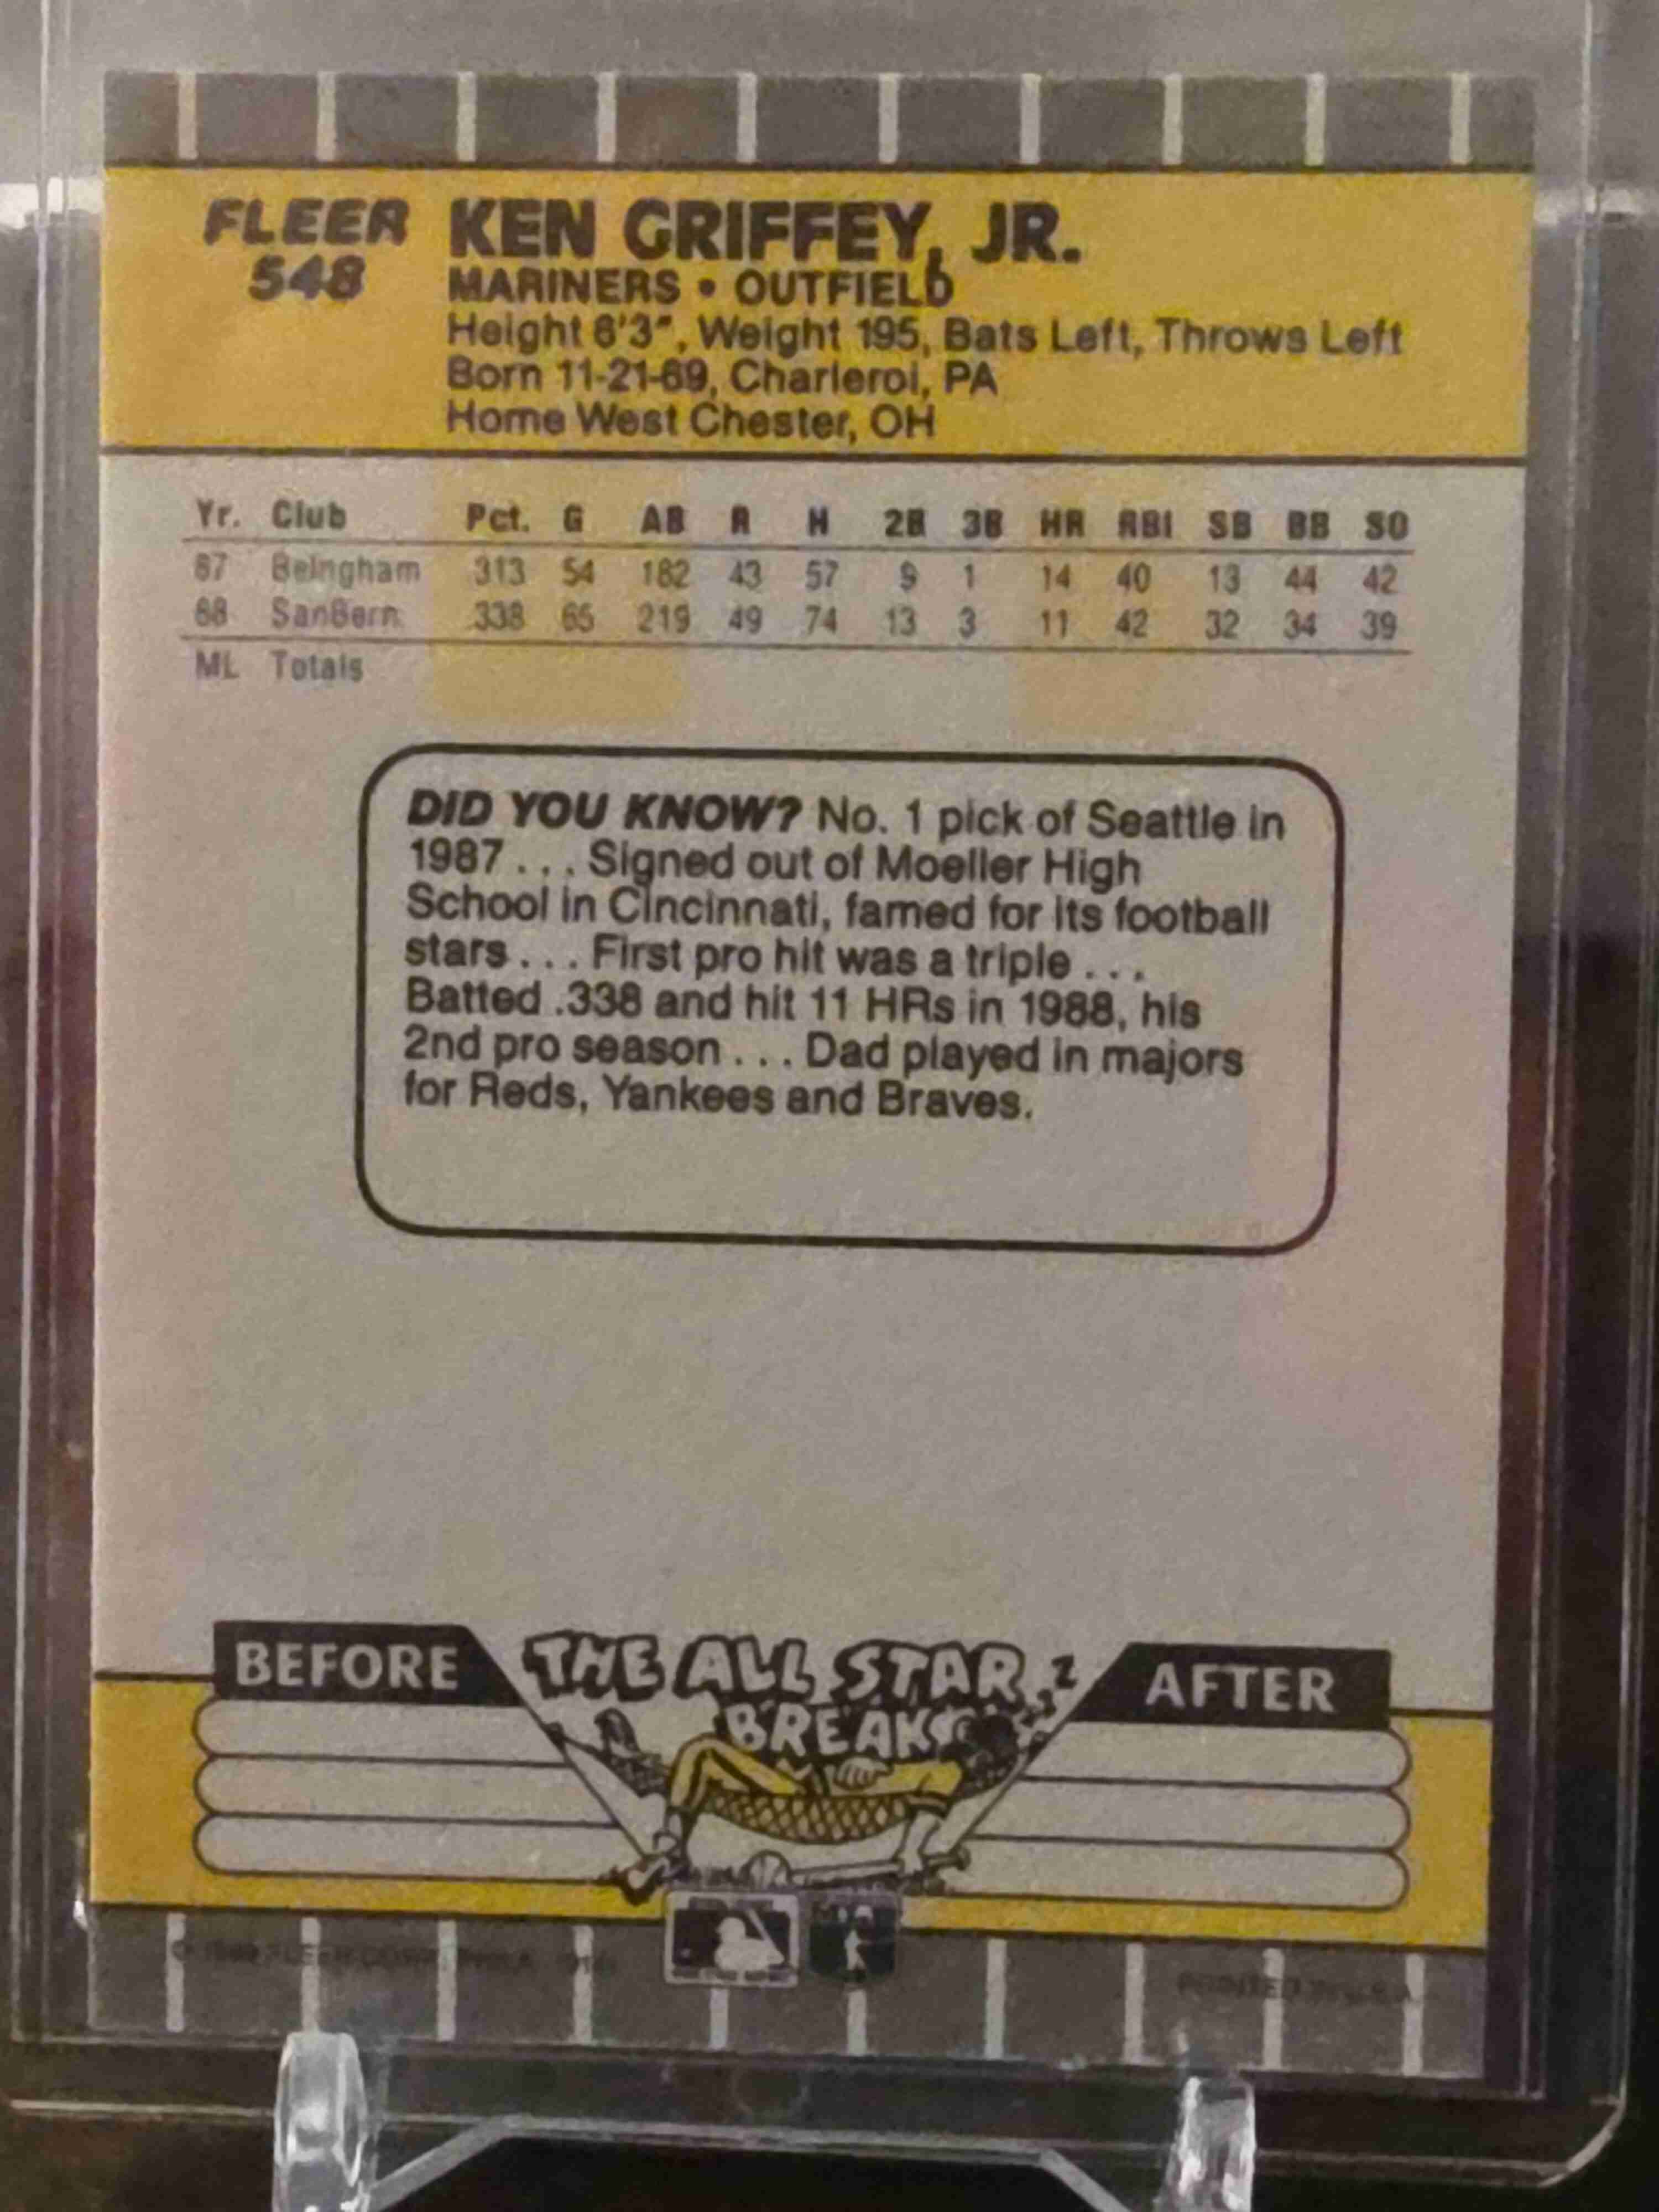 FLEER KEN GRIFFEY, JR.
548 MARINERS • OUTFIELD
Height 6'3", Weight 195, Bats Left, Throws Left
Born 11-21-69, Charleroi, PA
Home West Chester, OH
Yr. Club Pct. G AB R H 2B 3B HR RBI SB BB SO
87 Belngham .313 54 182 43 57 9 1 14 40 13 44 42
88 SanBern .338 65 219 49 74 13 3 11 42 32 34 39
ML Totals
DID YOU KNOW? No. 1 pick of Seattle in
1987 . . . Signed out of Moeller High
School in Cincinnati, famed for its football
stars . . . First pro hit was a triple . . .
Batted .338 and hit 11 HRs in 1988, his
2nd pro season . . . Dad played in majors
for Reds, Yankees and Braves.
BEFORE THE ALL STAR BREAK AFTER
FLEER CORP.
PRINTED IN U.S.A.